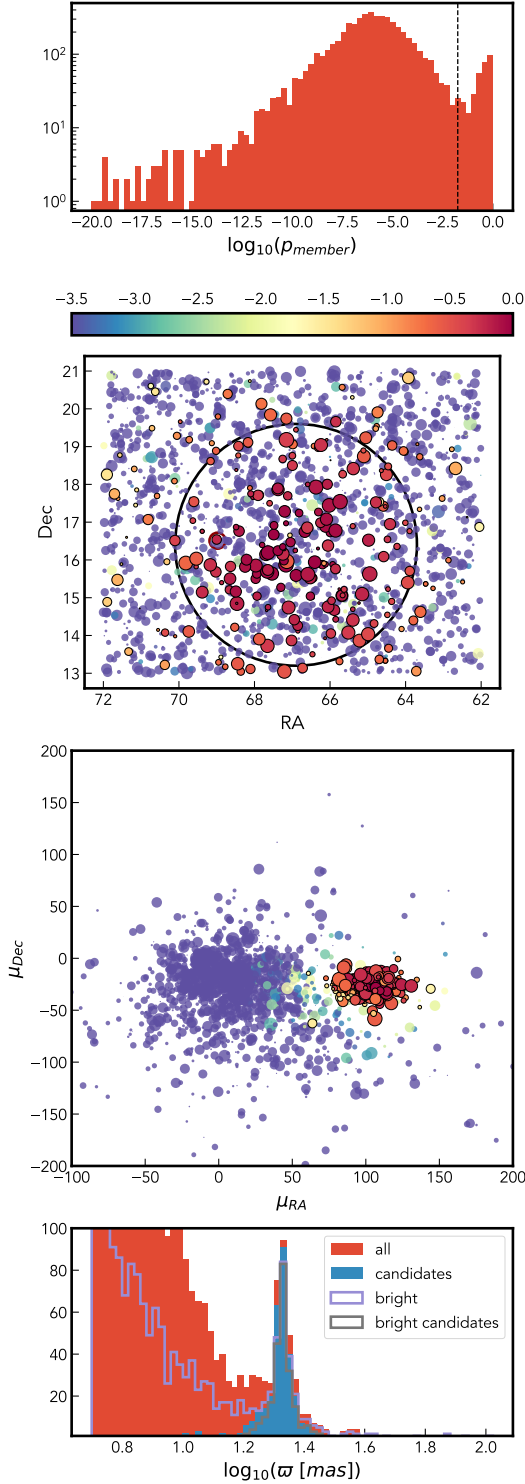 10²
10¹
10⁰
−20.0 −17.5 −15.0 −12.5 −10.0 −7.5 −5.0 −2.5 0.0
log₁₀(p_member)
−3.5 −3.0 −2.5 −2.0 −1.5 −1.0 −0.5 0.0
21
20
19
18
17
16
15
14
13
Dec
72 70 68 66 64 62
RA
200
150
100
50
0
−50
−100
−150
−200
μ_Dec
−100 −50 0 50 100 150 200
μ_RA
100
80
60
40
20
all
candidates
bright
bright candidates
0.8 1.0 1.2 1.4 1.6 1.8 2.0
log₁₀(ϖ [mas])